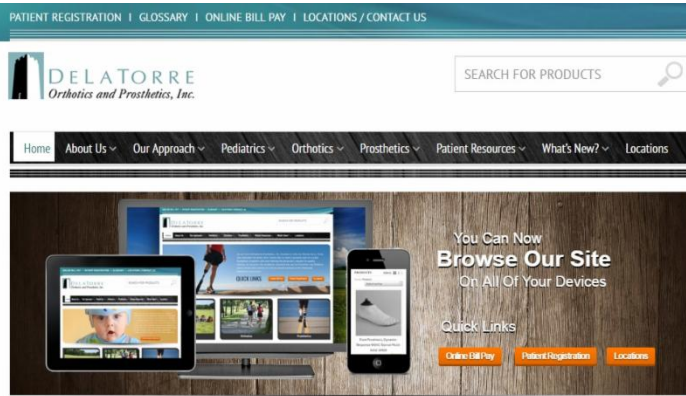 PATIENT REGISTRATION I GLOSSARY I ONLINE BILL PAY I LOCATIONS / CONTACT US
DELATORRE
Orthotics and Prosthetics, Inc.
SEARCH FOR PRODUCTS
Home About Us Our Approach Pediatrics Orthotics Prosthetics Patient Resources What's New? Locations
You Can Now
Browse Our Site
On All Of Your Devices
Quick Links
Online Bill Pay Patient Registration Locations
QUICK LINKS